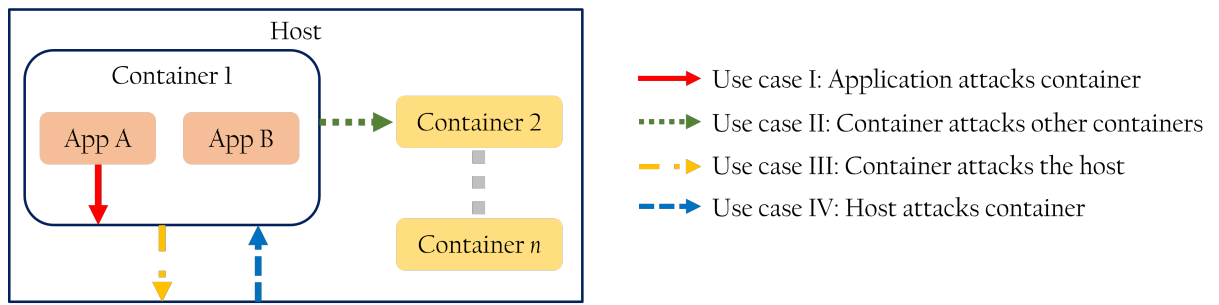 Host
Container 1
App A
App B
Container 2
Container n
Use case I: Application attacks container
Use case II: Container attacks other containers
Use case III: Container attacks the host
Use case IV: Host attacks container